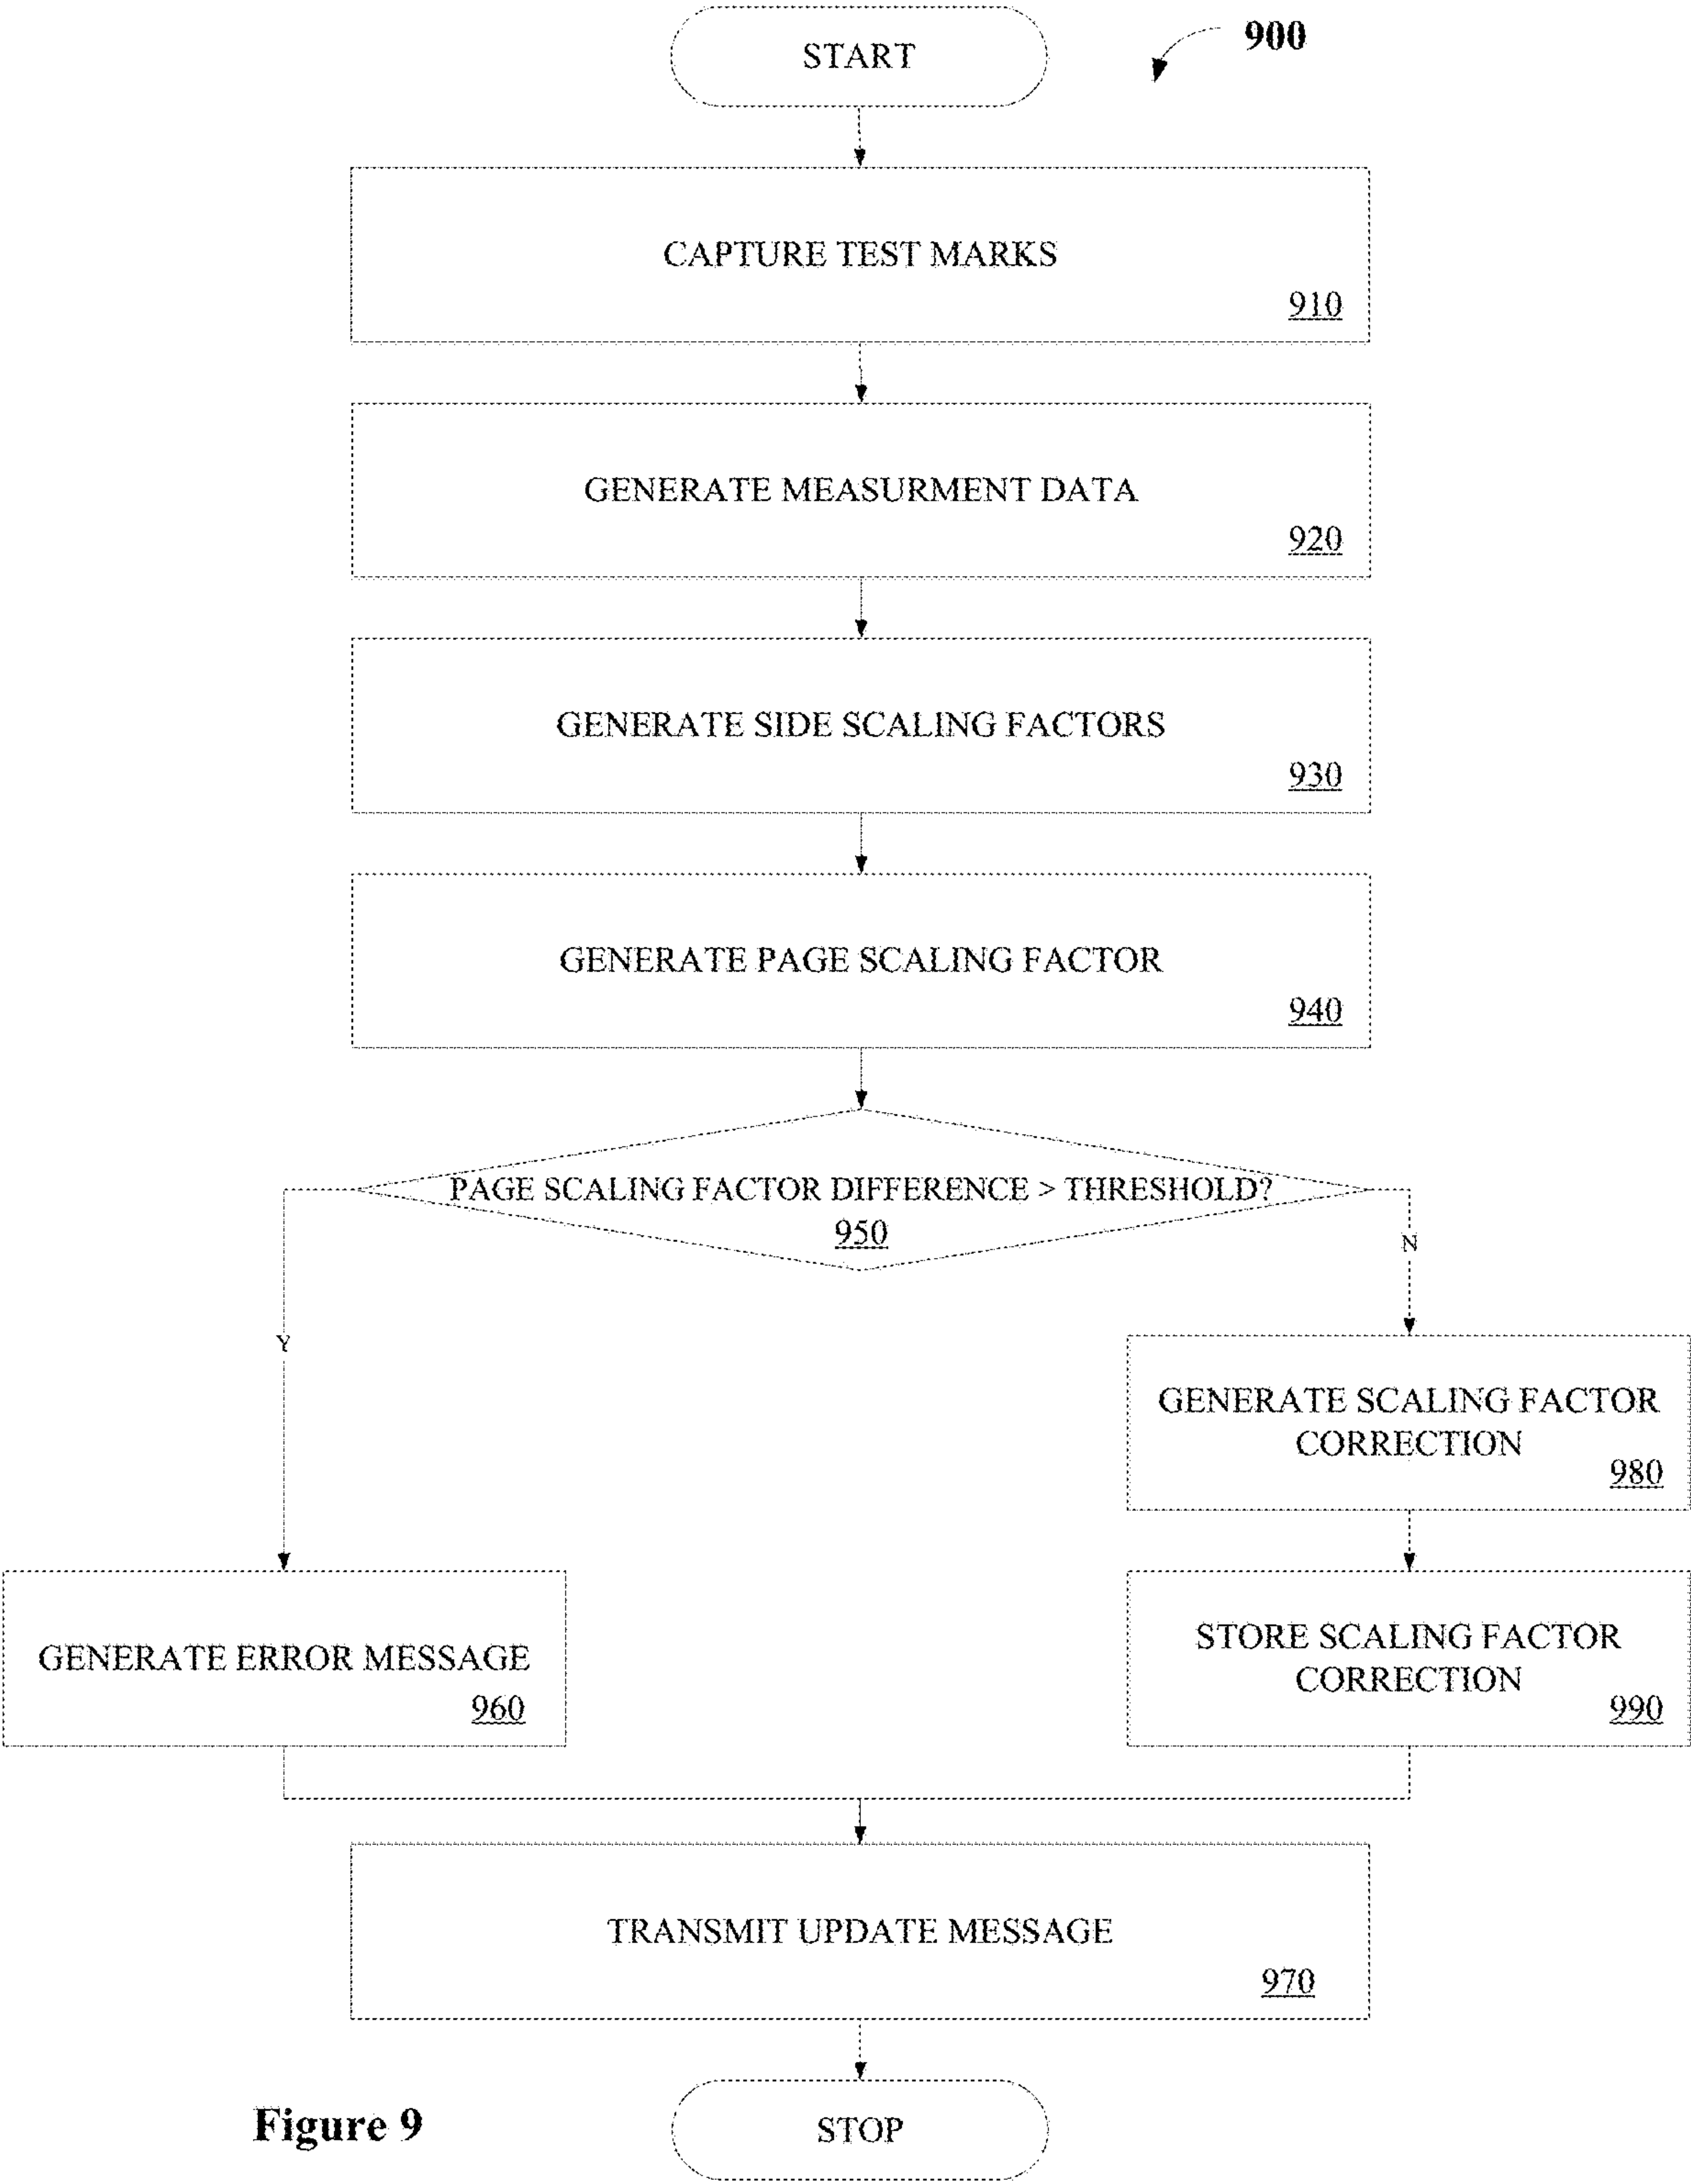 START
900
CAPTURE TEST MARKS
910
GENERATE MEASURMENT DATA
920
GENERATE SIDE SCALING FACTORS
930
GENERATE PAGE SCALING FACTOR
940
PAGE SCALING FACTOR DIFFERENCE > THRESHOLD?
950
N
Y
GENERATE SCALING FACTOR
CORRECTION
980
GENERATE ERROR MESSAGE
960
STORE SCALING FACTOR
CORRECTION
990
TRANSMIT UPDATE MESSAGE
970
Figure 9
STOP